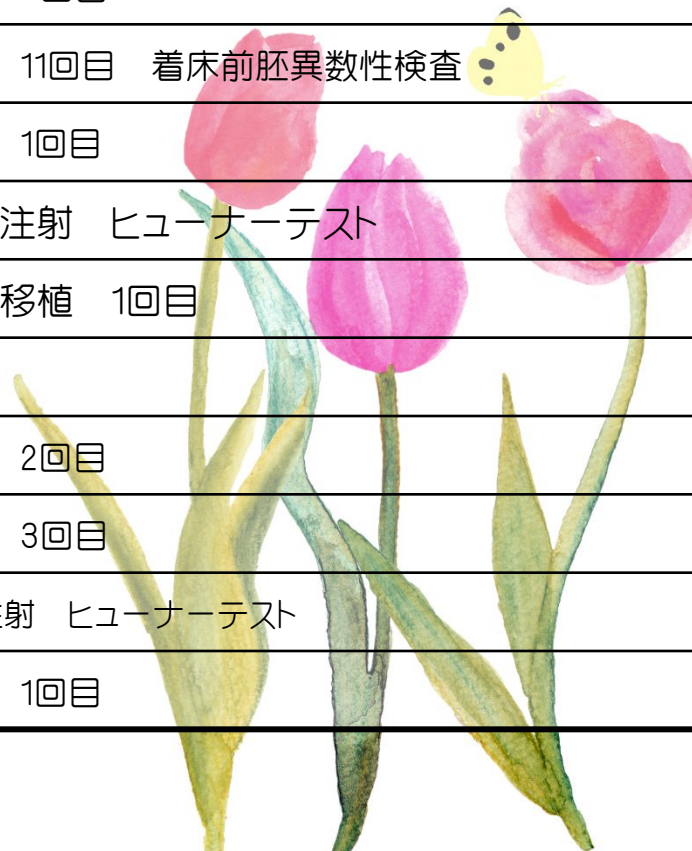 11回目　着床前胚異数性検査
1回目
注射　ヒューナーテスト
移植　1回目
2回目
3回目
射　ヒューナーテスト
1回目